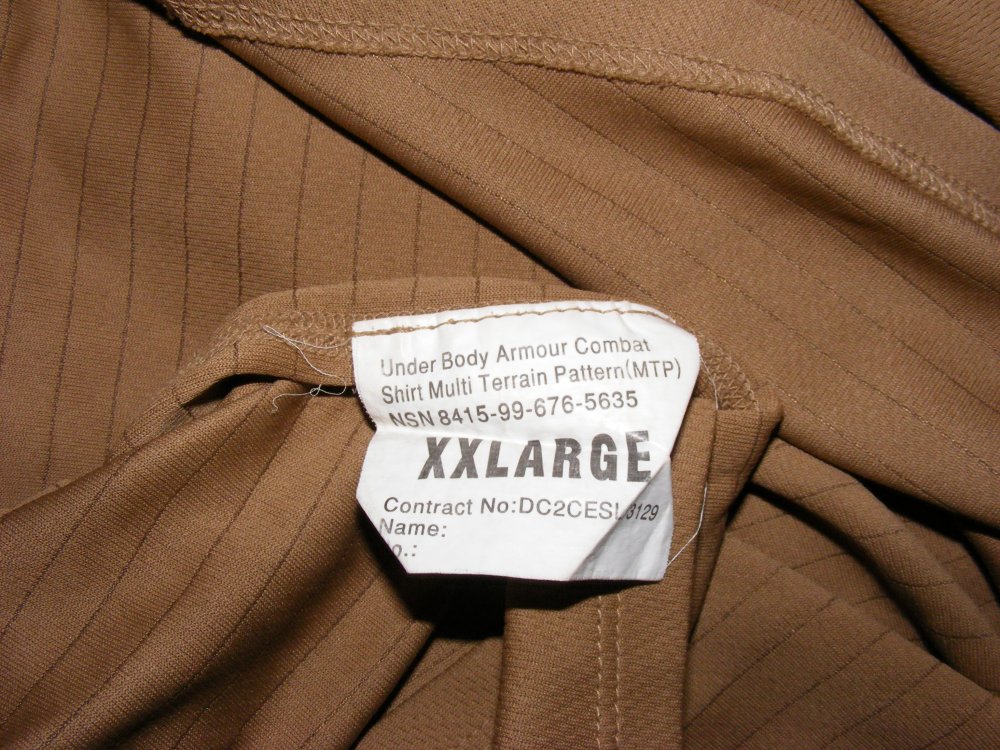 Under Body Armour Combat
Shirt Multi Terrain Pattern(MTP)
NSN 8415-99-676-5635
XXLARGE
Contract No:DC2CESL3129
Name:
o.: